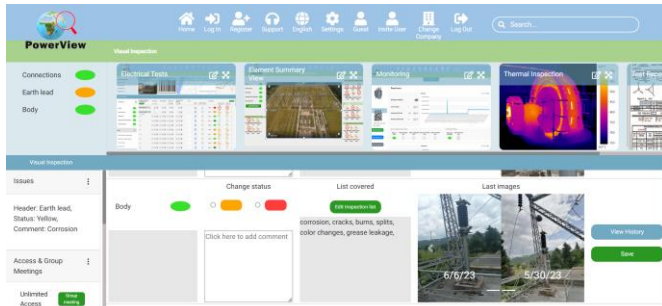 PowerView
Home
Log In
Register
Support
English
Settings
Guest
Invite User
Change Company
Log Out
Search...
Visual Inspection
Connections
Earth lead
Body
Electrical Tests
Element Summary View
Monitoring
Thermal Inspection
Visual Inspection
Issues
Header: Earth lead,
Status: Yellow,
Comment: Corrosion
Access & Group
Meetings
Unlimited
Access
Group meeting
Change status
List covered
Last images
Body
Edit Inspection list
Click here to add comment
corrosion, cracks, burns, splits,
color changes, grease leakage,
6/6/23
5/30/23
View History
Save